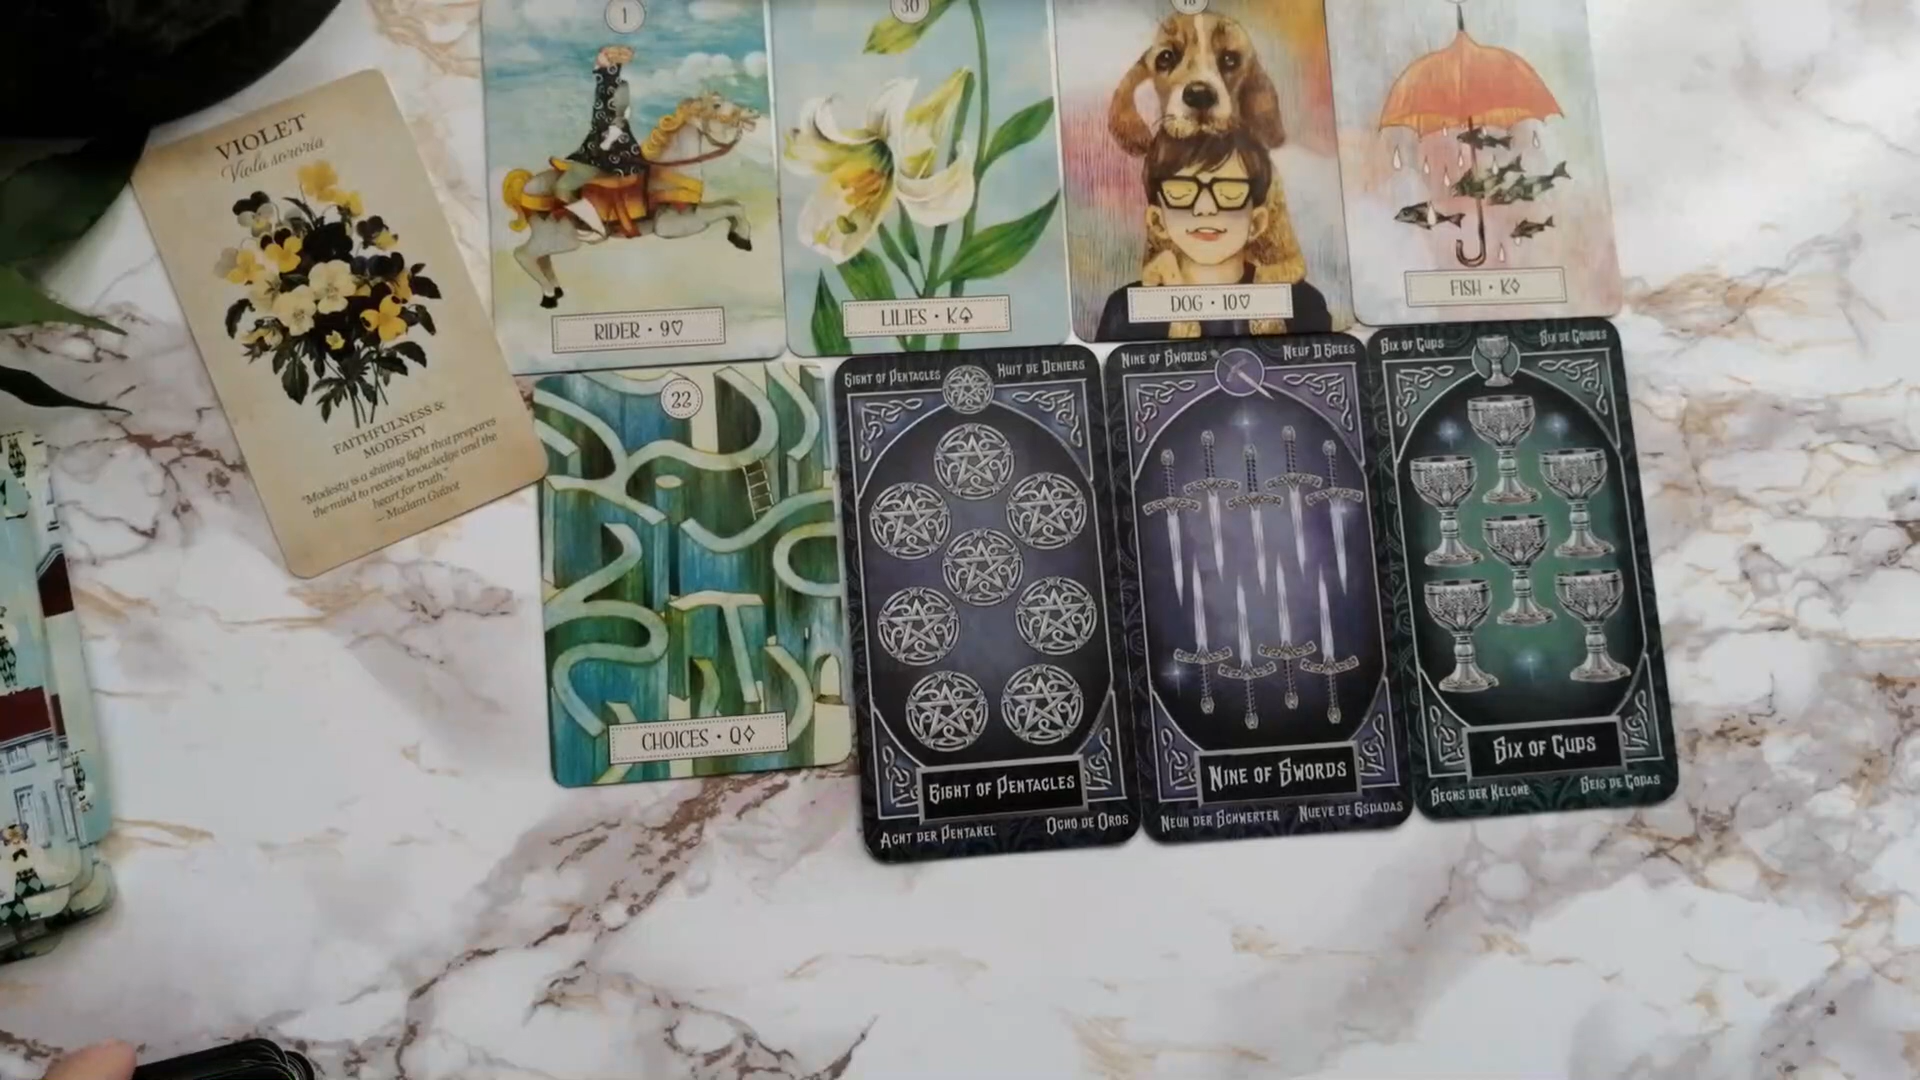 VIOLET
Viola sororia
FAITHFULNESS &
MODESTY
"Modesty is a shining light that prepares
the mind to receive knowledge and the
heart for truth."
~ Madam Guizot
1
RIDER • 9♡
30
LILIES • K♤
18
DOG • 10♡
FISH • K♢
22
CHOICES • Q♢
EIGHT OF PENTACLES
HUIT DE DENIERS
EIGHT OF PENTACLES
ACHT DER PENTAKEL
OCHO DE OROS
NINE OF SWORDS
NEUF D'EPEES
NINE OF SWORDS
NEUN DER SCHWERTER
NUEVE DE ESPADAS
SIX OF CUPS
SIX DE COUPES
SIX OF CUPS
SECHS DER KELCHE
SEIS DE COPAS